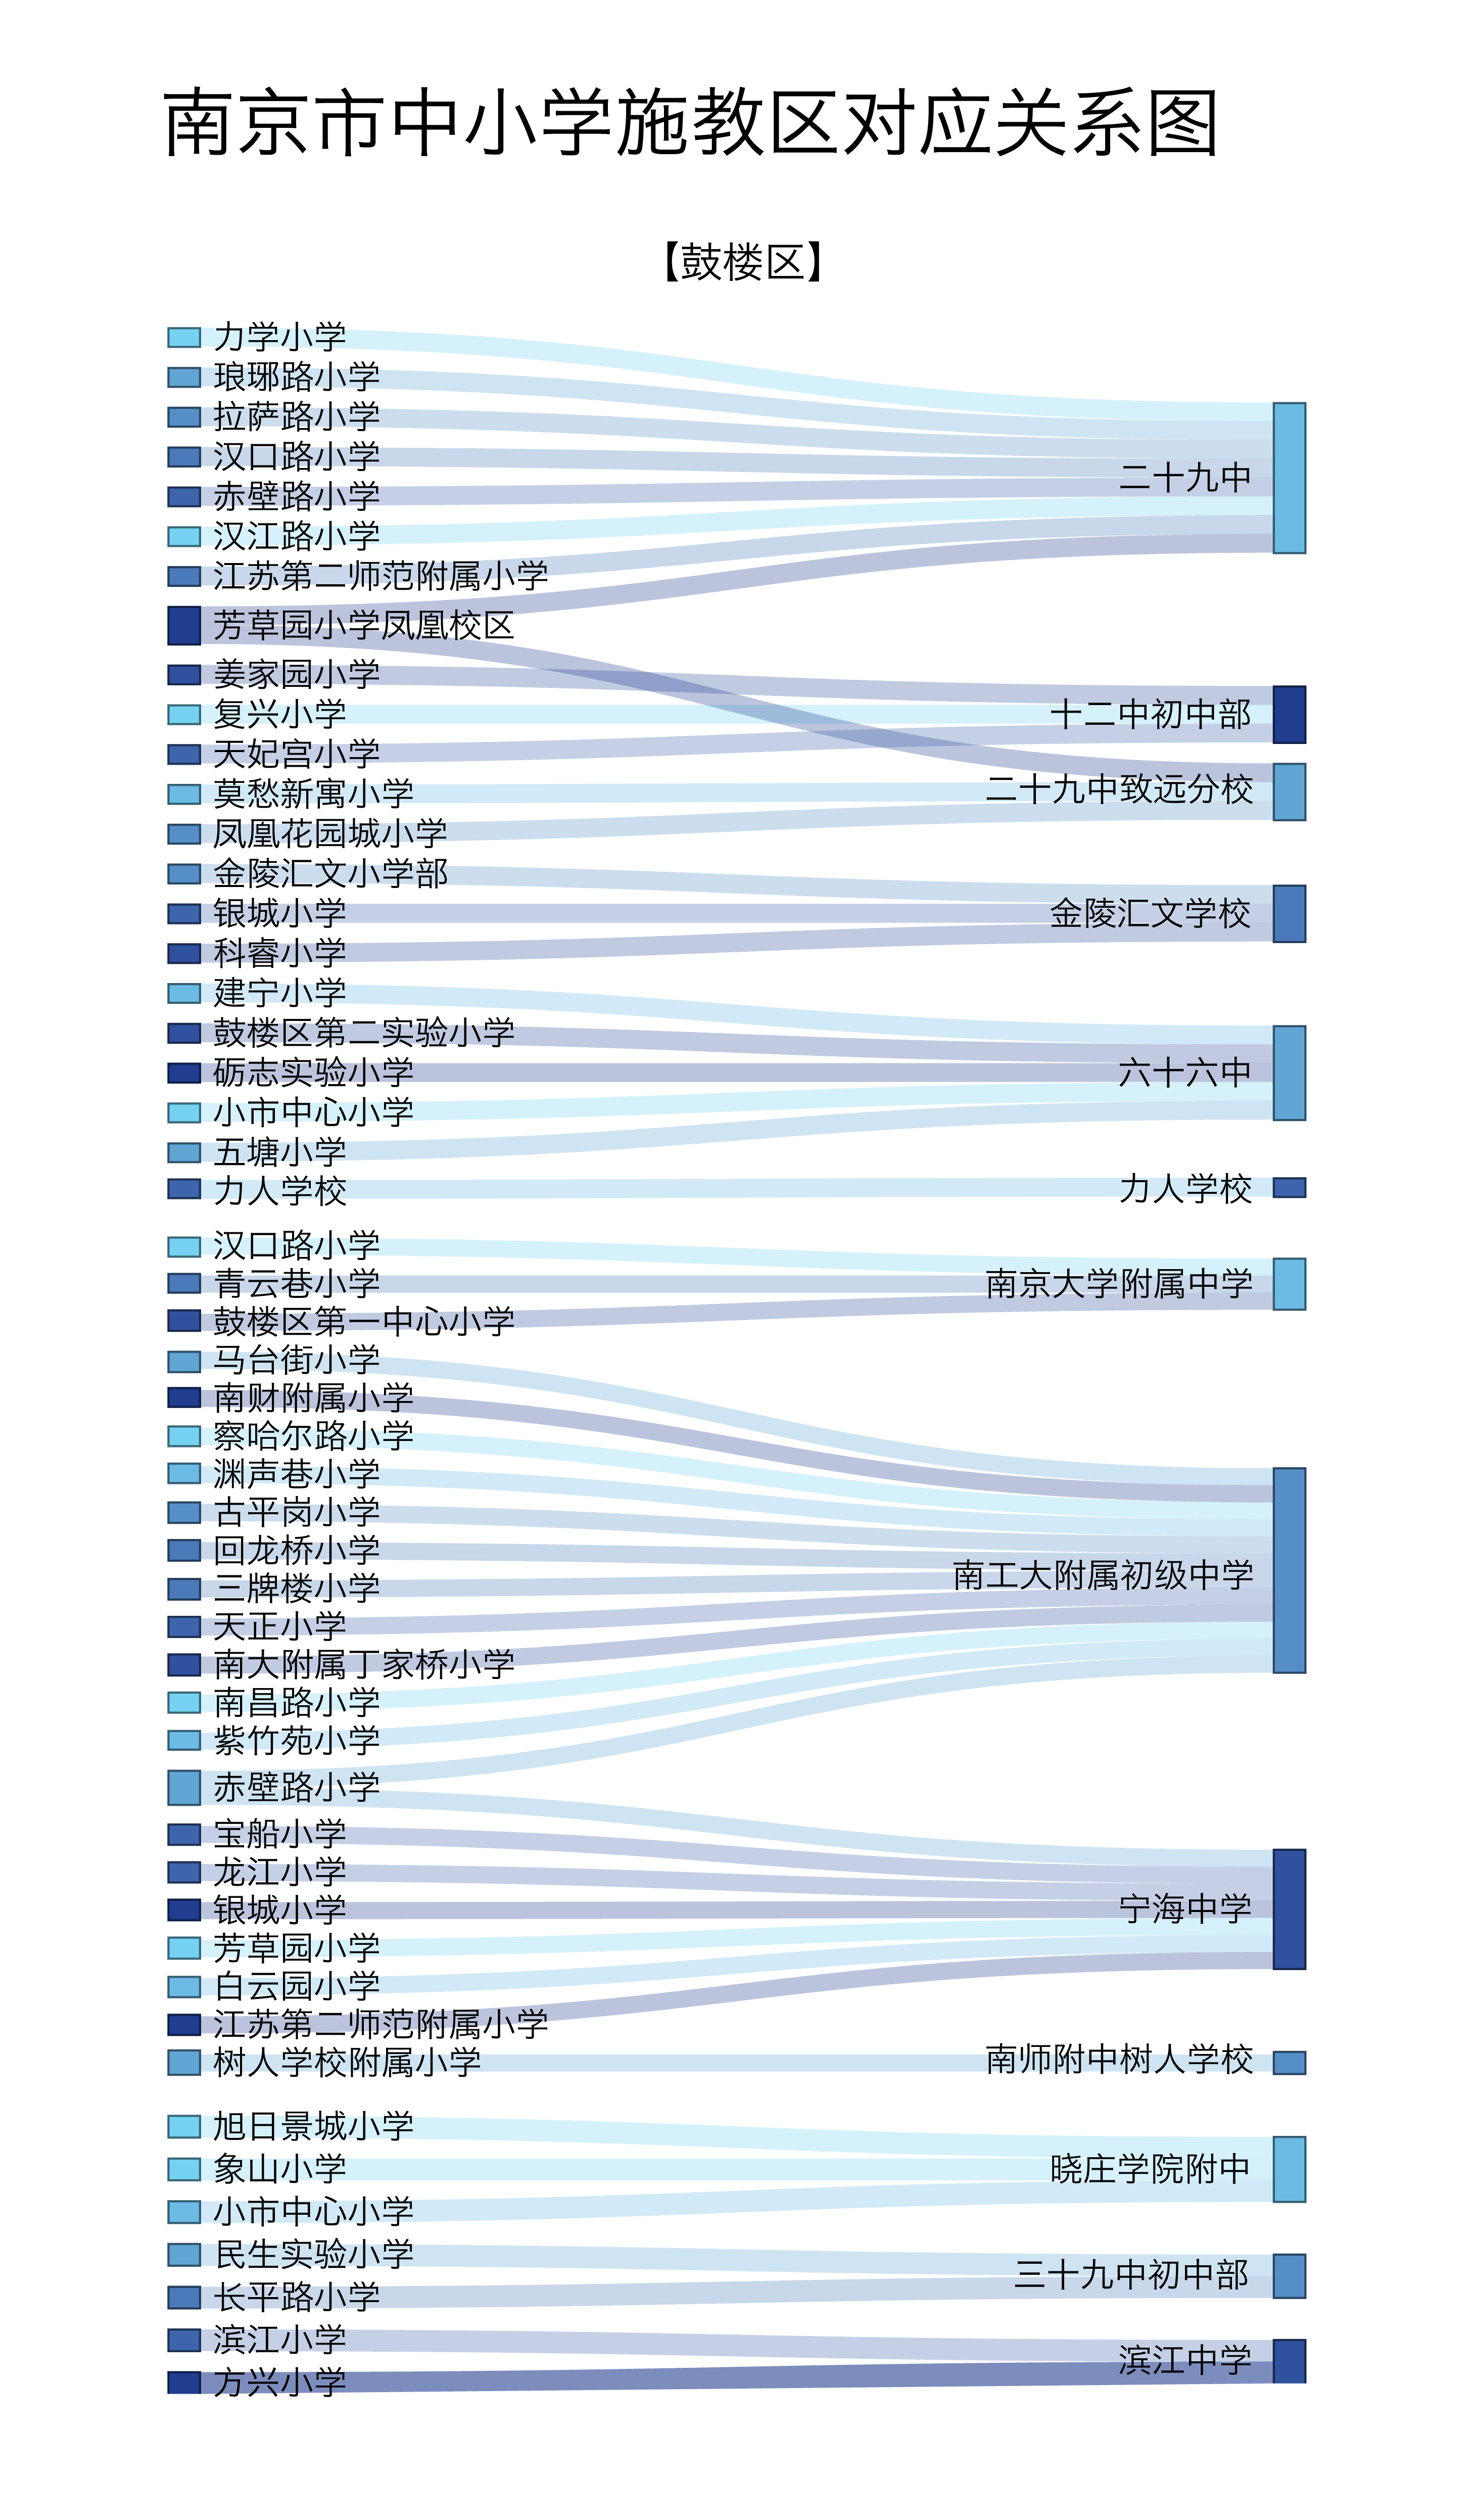 南京市中小学施教区对应关系图
【鼓楼区】
力学小学
琅琊路小学
拉萨路小学
汉口路小学
二十九中
赤壁路小学
汉江路小学
江苏第二师范附属小学
芳草园小学凤凰校区
姜家园小学
复兴小学
十二中初中部
天妃宫小学
莫愁新寓小学
二十九中致远分校
凤凰花园城小学
金陵汇文小学部
银城小学
金陵汇文学校
科睿小学
建宁小学
鼓楼区第二实验小学
砺志实验小学
六十六中
小市中心小学
五塘小学
力人学校
力人学校
汉口路小学
青云巷小学
南京大学附属中学
鼓楼区第一中心小学
马台街小学
南财附属小学
察哈尔路小学
渊声巷小学
古平岗小学
回龙桥小学
南工大附属初级中学
三牌楼小学
天正小学
南大附属丁家桥小学
南昌路小学
紫竹苑小学
赤壁路小学
宝船小学
龙江小学
银城小学
宁海中学
芳草园小学
白云园小学
江苏第二师范附属小学
树人学校附属小学
南师附中树人学校
旭日景城小学
象山小学
晓庄学院附中
小市中心小学
民生实验小学
三十九中初中部
长平路小学
滨江小学
滨江中学
方兴小学